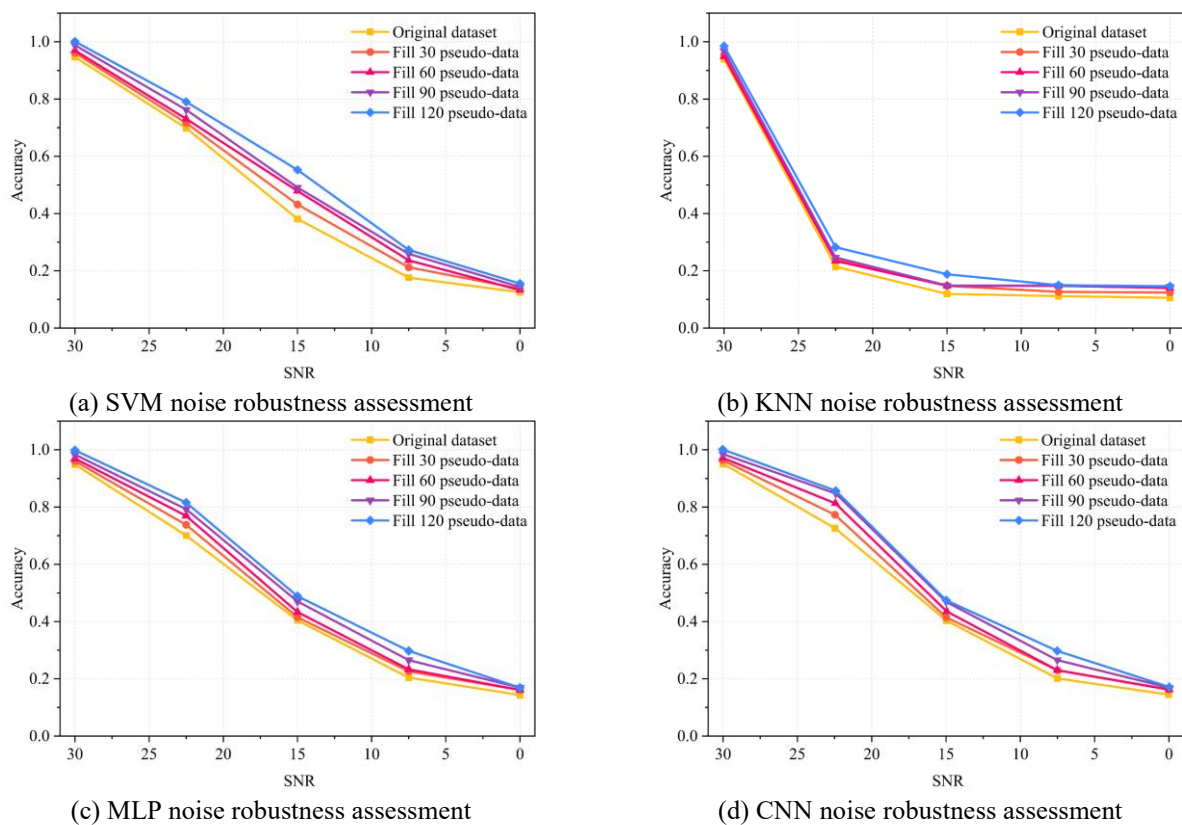 Original dataset
Fill 30 pseudo-data
Fill 60 pseudo-data
Fill 90 pseudo-data
Fill 120 pseudo-data
1.0
0.8
0.6
0.4
0.2
0.0
Accuracy
30 25 20 15 10 5 0
SNR
(a) SVM noise robustness assessment
Original dataset
Fill 30 pseudo-data
Fill 60 pseudo-data
Fill 90 pseudo-data
Fill 120 pseudo-data
1.0
0.8
0.6
0.4
0.2
0.0
Accuracy
30 25 20 15 10 5 0
SNR
(b) KNN noise robustness assessment
Original dataset
Fill 30 pseudo-data
Fill 60 pseudo-data
Fill 90 pseudo-data
Fill 120 pseudo-data
1.0
0.8
0.6
0.4
0.2
0.0
Accuracy
30 25 20 15 10 5 0
SNR
(c) MLP noise robustness assessment
Original dataset
Fill 30 pseudo-data
Fill 60 pseudo-data
Fill 90 pseudo-data
Fill 120 pseudo-data
1.0
0.8
0.6
0.4
0.2
0.0
Accuracy
30 25 20 15 10 5 0
SNR
(d) CNN noise robustness assessment